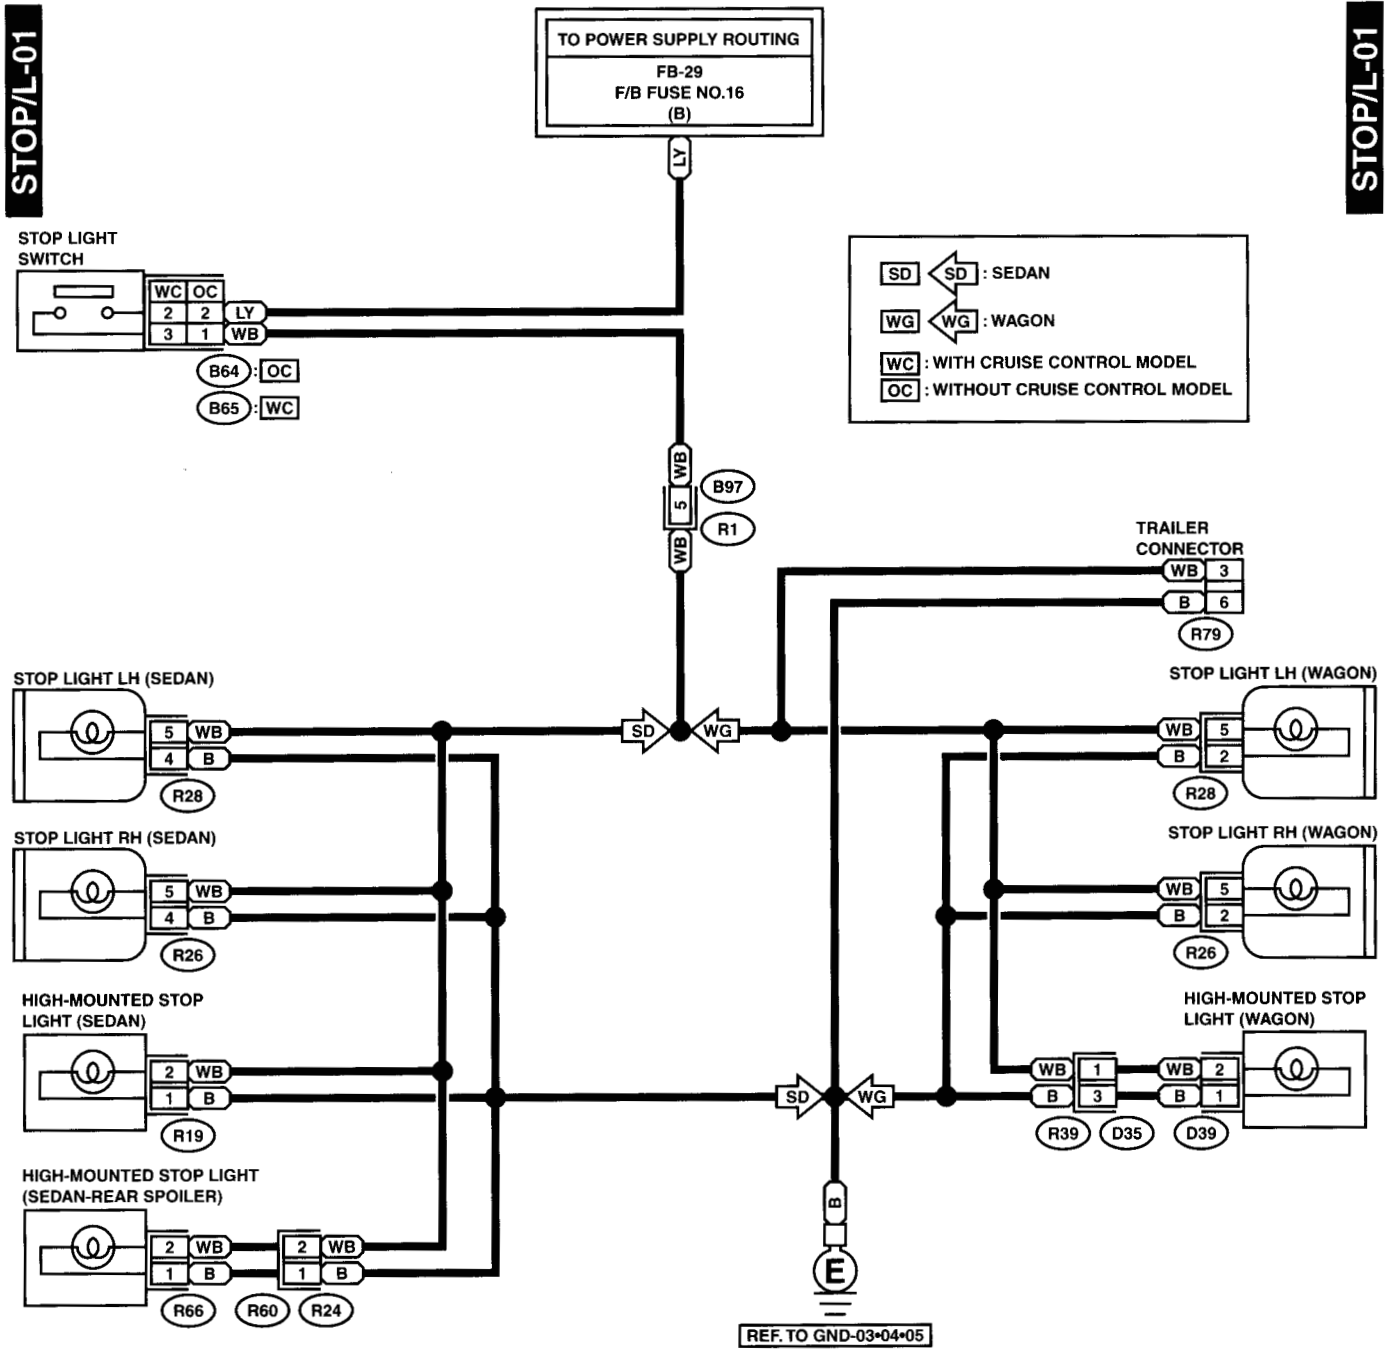 STOP/L-01
STOP/L-01
TO POWER SUPPLY ROUTING
FB-29
F/B FUSE NO.16
(B)
LY
STOP LIGHT
SWITCH
WC OC
2 2 LY
3 1 WB
B64 : OC
B65 : WC
SD SD : SEDAN
WG WG : WAGON
WC : WITH CRUISE CONTROL MODEL
OC : WITHOUT CRUISE CONTROL MODEL
WB
5
WB
B97
R1
TRAILER
CONNECTOR
WB 3
B 6
R79
STOP LIGHT LH (SEDAN)
5 WB
4 B
R28
SD
WG
STOP LIGHT LH (WAGON)
WB 5
B 2
R28
STOP LIGHT RH (SEDAN)
5 WB
4 B
R26
STOP LIGHT RH (WAGON)
WB 5
B 2
R26
HIGH-MOUNTED STOP
LIGHT (SEDAN)
2 WB
1 B
R19
SD
WG
HIGH-MOUNTED STOP
LIGHT (WAGON)
WB 1 WB 2
B 3 B 1
R39 D35 D39
HIGH-MOUNTED STOP LIGHT
(SEDAN-REAR SPOILER)
2 WB 2 WB
1 B 1 B
R66 R60 R24
B
E
REF. TO GND-03•04•05